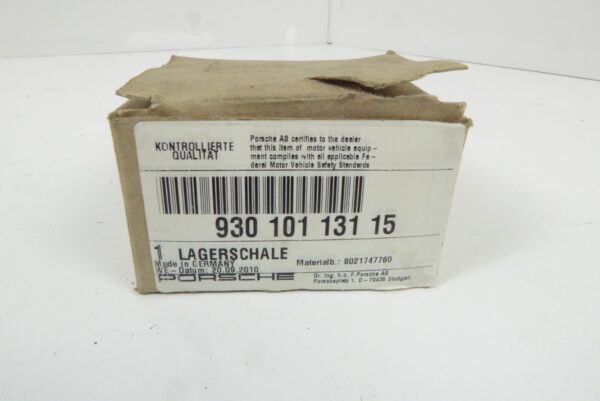 KONTROLLIERTE
QUALITÄT
Porsche AG certifies to the dealer
that this item of motor vehicle equip-
ment complies with all applicable Fe-
deral Motor Vehicle Safety Standards
930 101 131 15
1 LAGERSCHALE
Made in GERMANY
Materialb.: 8021747780
WE-Datum: 20.09.2010
PORSCHE
Dr. Ing. h.c. F. Porsche AG
Porscheplatz 1, D-70435 Stuttgart